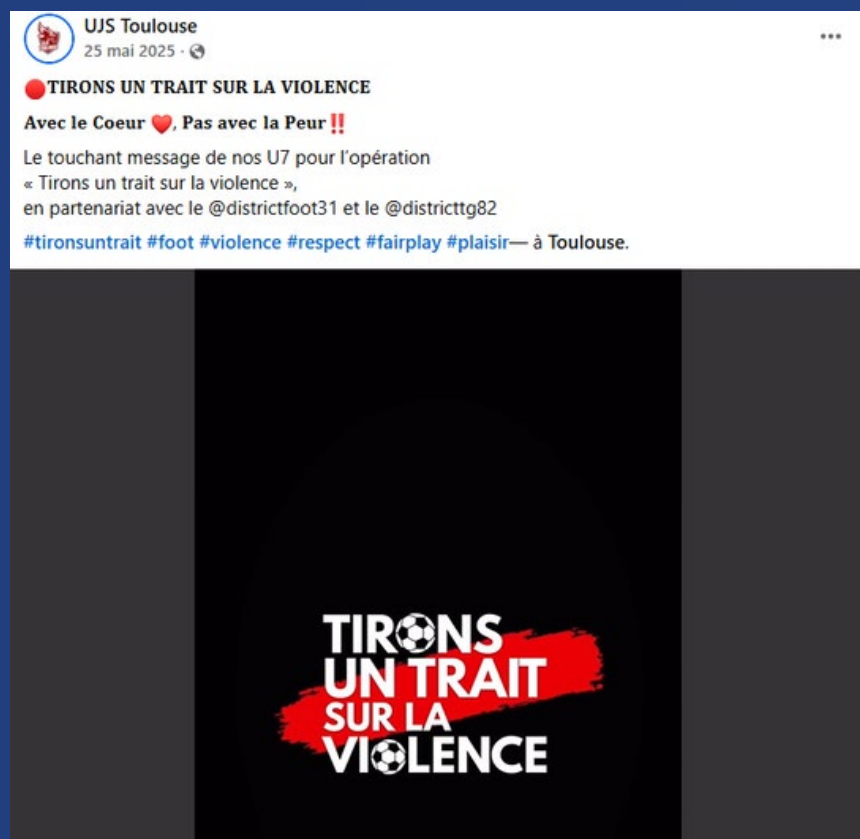 UJS Toulouse
25 mai 2025 ·
🔴TIRONS UN TRAIT SUR LA VIOLENCE
Avec le Coeur ❤️, Pas avec la Peur‼️
Le touchant message de nos U7 pour l'opération
« Tirons un trait sur la violence »,
en partenariat avec le @districtfoot31 et le @districttg82
#tironsuntrait #foot #violence #respect #fairplay #plaisir— à Toulouse.
TIRONS
UN TRAIT
SUR LA
VIOLENCE